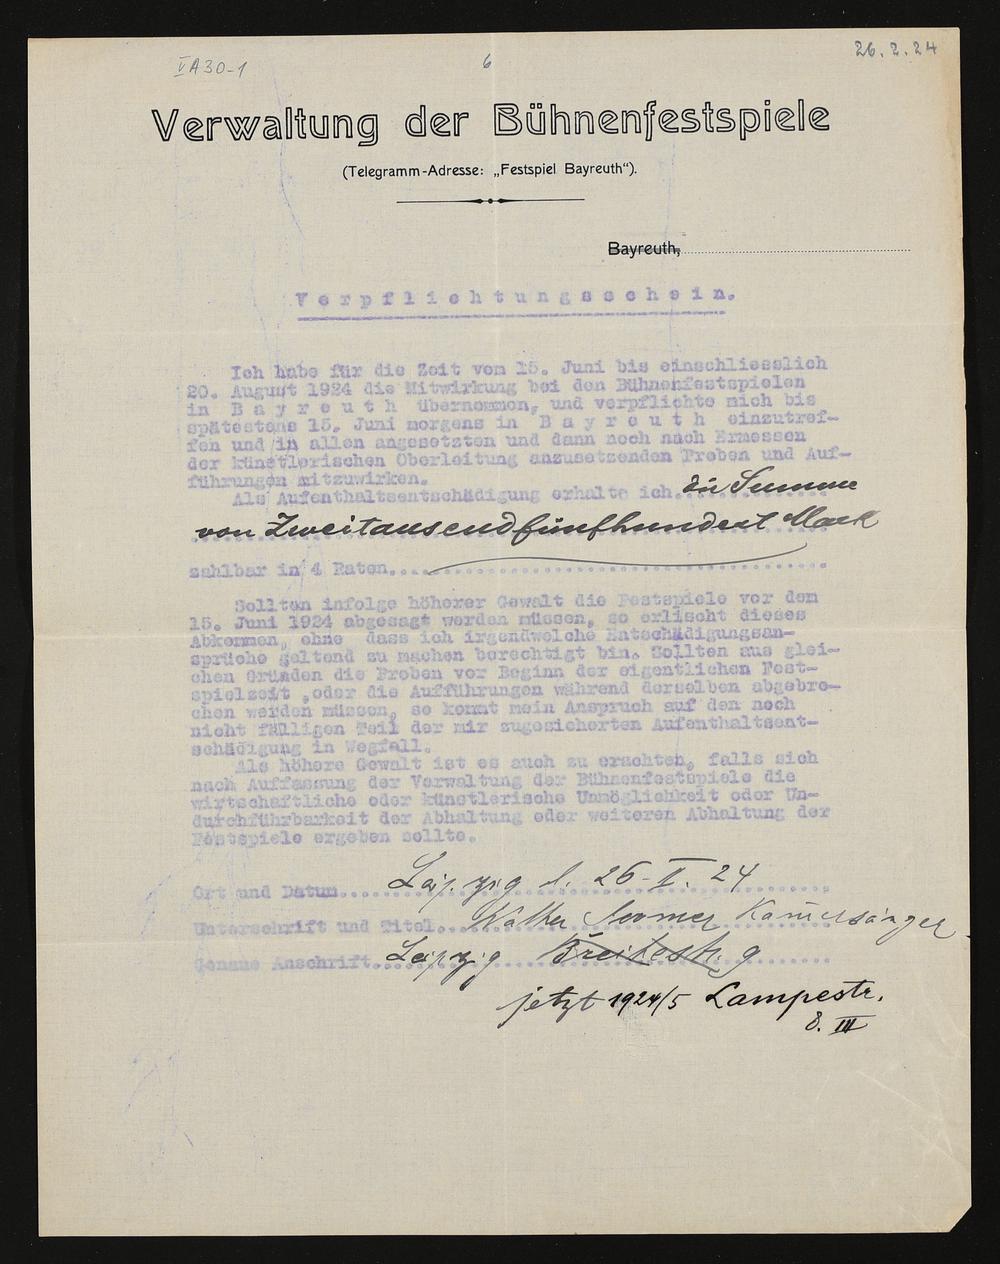 V A 30-1
6
26.2.24
Verwaltung der Bühnenfestspiele
(Telegramm-Adresse: „Festspiel Bayreuth“).
Bayreuth,
Verpflichtungsschein.
Ich habe für die Zeit vom 15. Juni bis einschliesslich
20. August 1924 die Mitwirkung bei den Bühnenfestspielen
in Bayreuth übernommen, und verpflichte mich bis
spätestens 15. Juni morgens in Bayreuth einzutref-
fen und in allen angesetzten und dann noch nach Ermessen
der künstlerischen Oberleitung anzusetzenden Proben und Auf-
führungen mitzuwirken.
Als Aufenthaltsentschädigung erhalte ich die Summe
von Zweitausendfünfhundert Mark
zahlbar in 4 Raten...
Sollten infolge höherer Gewalt die Festspiele vor dem
15. Juni 1924 abgesagt werden müssen, so erlischt dieses
Abkommen, ohne dass ich irgendwelche Entschädigungsan-
sprüche geltend zu machen berechtigt bin. Sollten aus glei-
chen Gründen die Proben vor Beginn der eigentlichen Fest-
spielzeit ,oder die Aufführungen während derselben abgebro-
chen werden müssen, so kommt mein Anspruch auf den noch
nicht fälligen Teil der mir zugesicherten Aufenthaltsent-
schädigung in Wegfall.
Als höhere Gewalt ist es auch zu erachten, falls sich
nach Auffassung der Verwaltung der Bühnenfestspiele die
wirtschaftliche oder künstlerische Unmöglichkeit oder Un-
durchführbarkeit der Abhaltung oder weiteren Abhaltung der
Festspiele ergeben sollte.
Ort und Datum... Leipzig d. 26-II. 24
Unterschrift und Titel.. Walther Soomer Kammersänger
Genaue Anschrift. Leipzig Breitestr. 9
jetzt 1924/5 Lampestr.
8. III